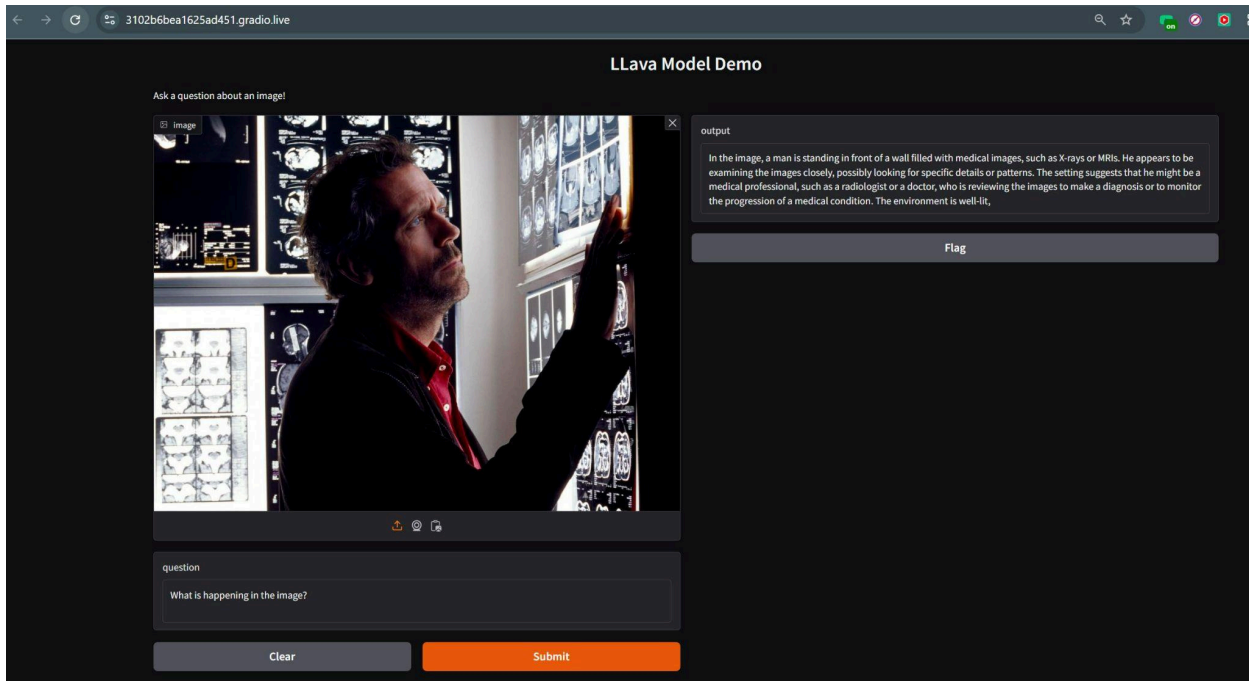 3102b6bea1625ad451.gradio.live
on
LLava Model Demo
Ask a question about an image!
image
D
question
What is happening in the image?
Clear
Submit
output
In the image, a man is standing in front of a wall filled with medical images, such as X-rays or MRIs. He appears to be
examining the images closely, possibly looking for specific details or patterns. The setting suggests that he might be a
medical professional, such as a radiologist or a doctor, who is reviewing the images to make a diagnosis or to monitor
the progression of a medical condition. The environment is well-lit,
Flag